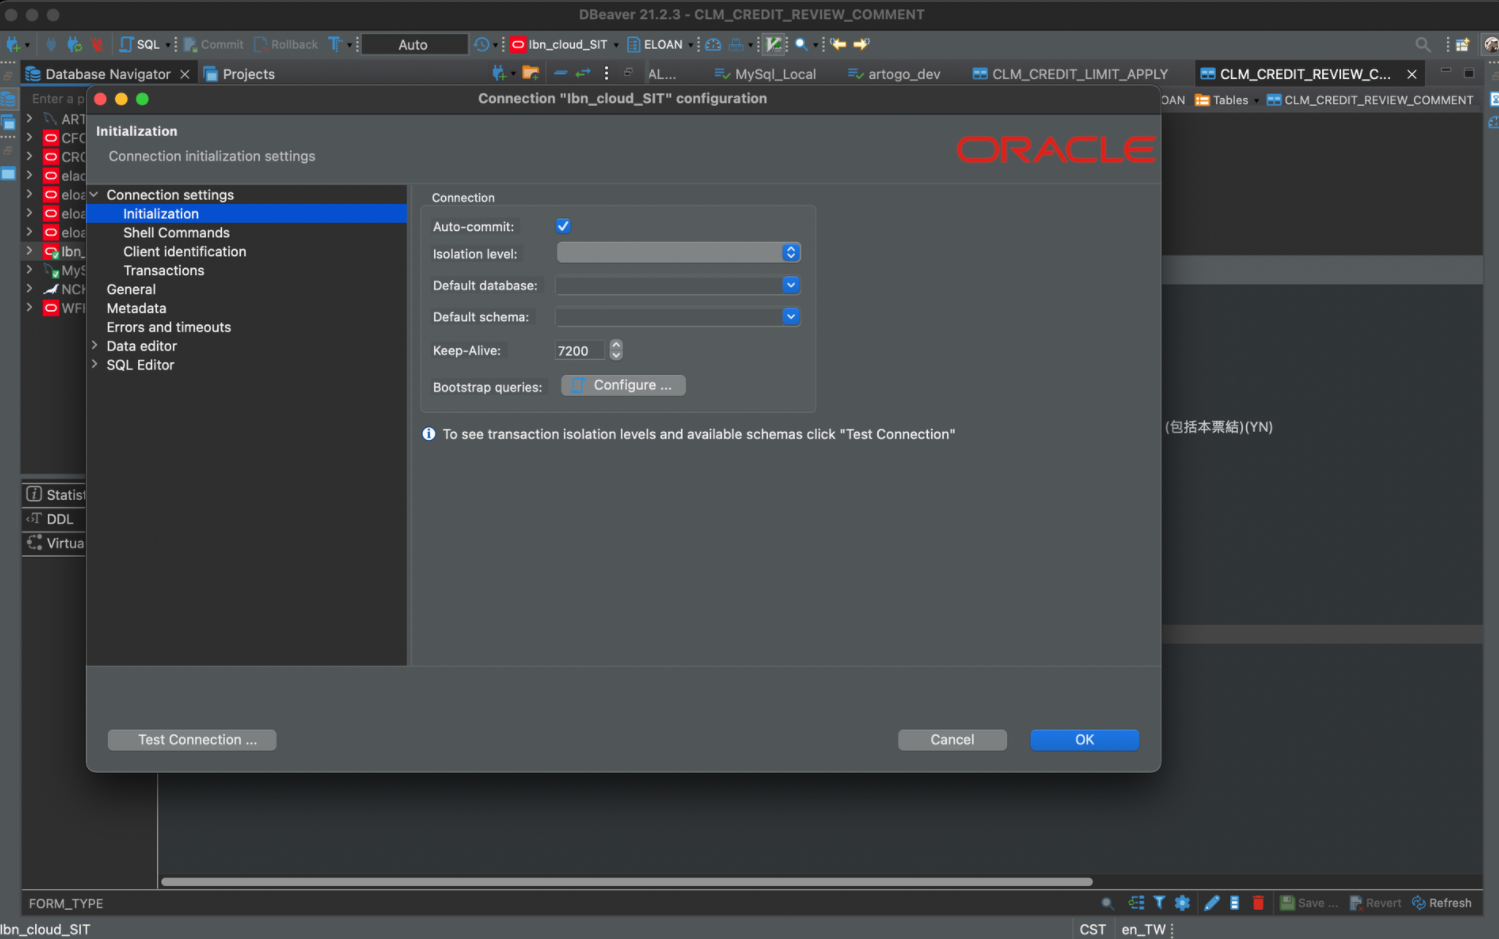 DBeaver 21.2.3 - CLM_CREDIT_REVIEW_COMMENT
SQL Commit Rollback Auto lbn_cloud_SIT ELOAN
Database Navigator Projects AL... MySql_Local artogo_dev CLM_CREDIT_LIMIT_APPLY CLM_CREDIT_REVIEW_C...
Enter a p
OAN Tables CLM_CREDIT_REVIEW_COMMENT
ART
CFC
CRC
eloa
eloa
eloa
lbn_
MyS
NCH
WFI
Statist
DDL
Virtua
Connection "lbn_cloud_SIT" configuration
Initialization
Connection initialization settings
ORACLE
Connection settings
Initialization
Shell Commands
Client identification
Transactions
General
Metadata
Errors and timeouts
Data editor
SQL Editor
Connection
Auto-commit:
Isolation level:
Default database:
Default schema:
Keep-Alive: 7200
Bootstrap queries: Configure ...
To see transaction isolation levels and available schemas click "Test Connection"
(包括本票結)(YN)
Test Connection ... Cancel OK
FORM_TYPE Save ... Revert Refresh
lbn_cloud_SIT CST en_TW